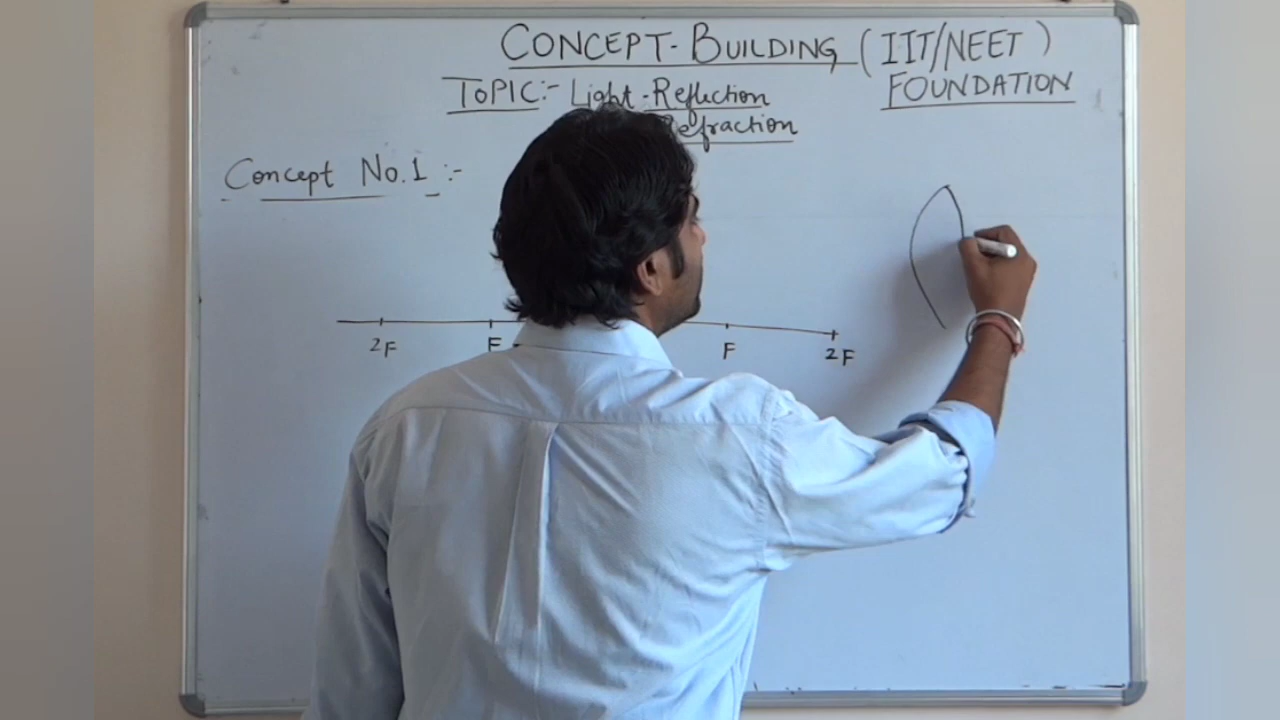 CONCEPT-BUILDING (IIT/NEET)
FOUNDATION
TOPIC:- Light-Reflection
Refraction
Concept No.1 :-
2F F F 2F